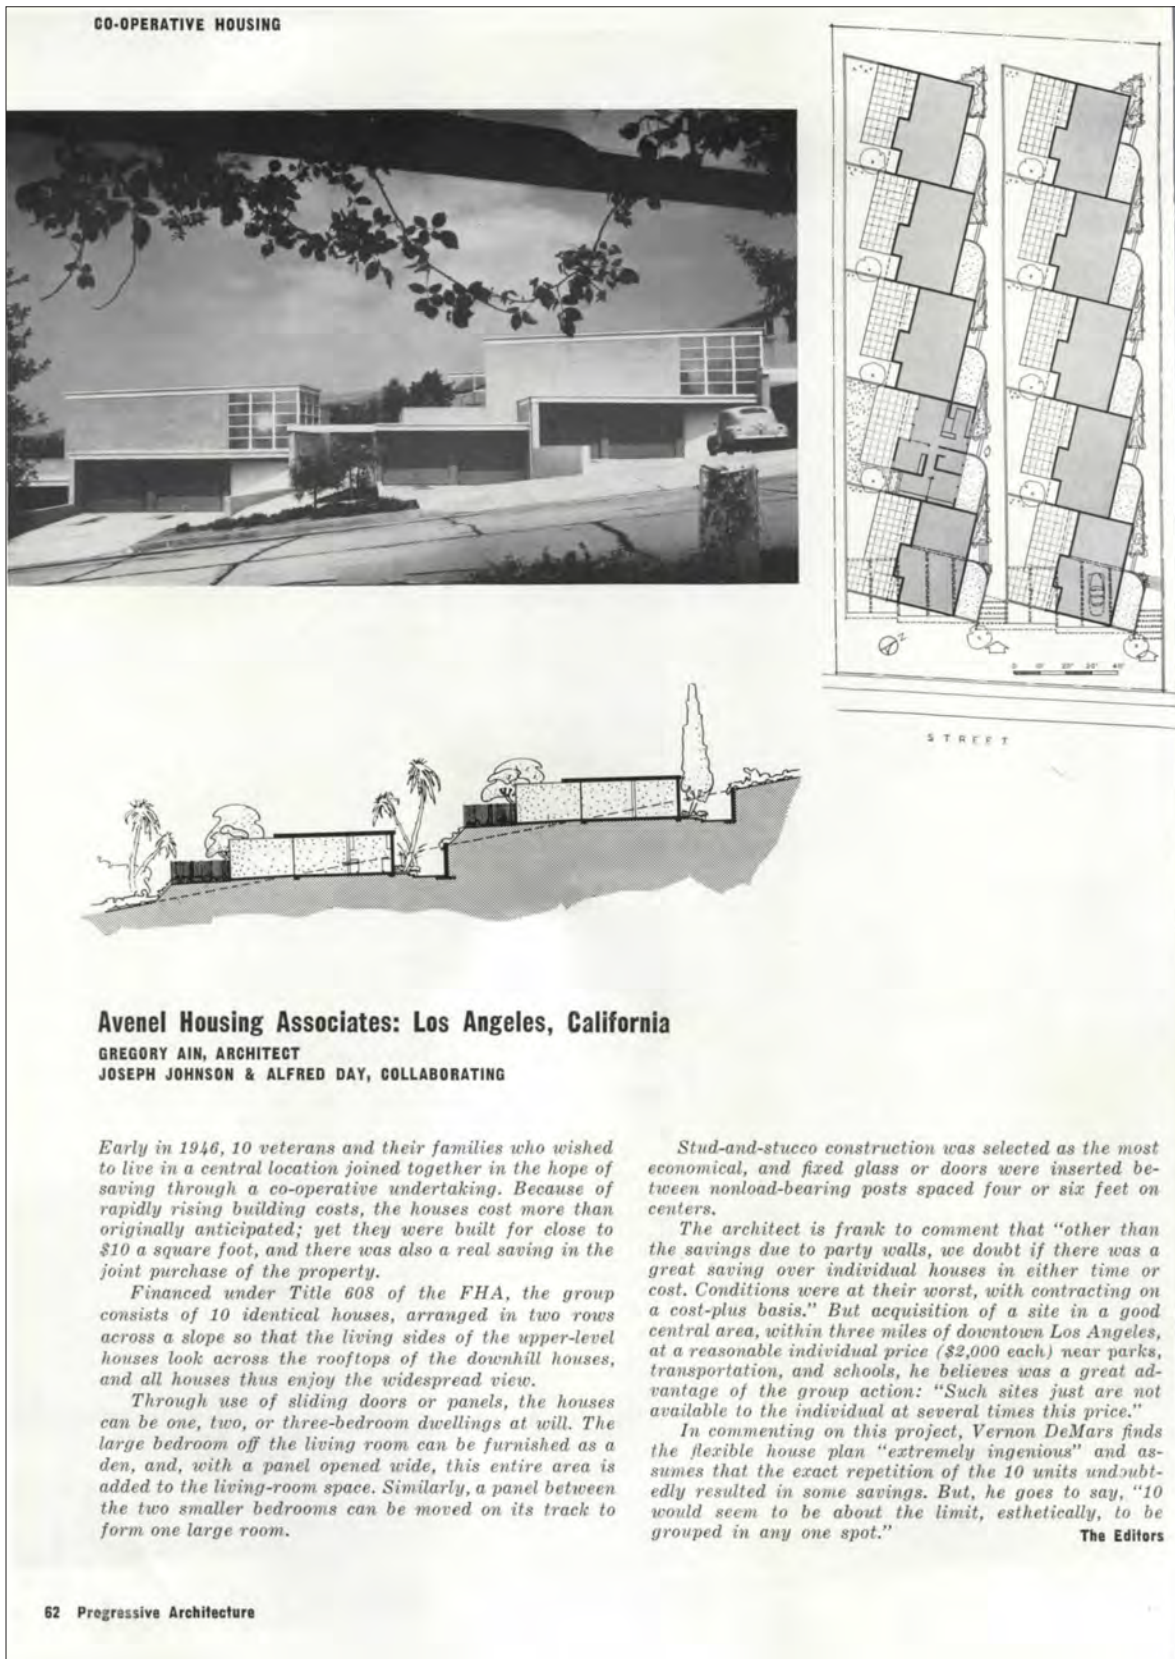 CO-OPERATIVE HOUSING
N
0 10' 20' 30' 40'
STREET
Avenel Housing Associates: Los Angeles, California
GREGORY AIN, ARCHITECT
JOSEPH JOHNSON & ALFRED DAY, COLLABORATING
Early in 1946, 10 veterans and their families who wished
to live in a central location joined together in the hope of
saving through a co-operative undertaking. Because of
rapidly rising building costs, the houses cost more than
originally anticipated; yet they were built for close to
$10 a square foot, and there was also a real saving in the
joint purchase of the property.
Financed under Title 608 of the FHA, the group
consists of 10 identical houses, arranged in two rows
across a slope so that the living sides of the upper-level
houses look across the rooftops of the downhill houses,
and all houses thus enjoy the widespread view.
Through use of sliding doors or panels, the houses
can be one, two, or three-bedroom dwellings at will. The
large bedroom off the living room can be furnished as a
den, and, with a panel opened wide, this entire area is
added to the living-room space. Similarly, a panel between
the two smaller bedrooms can be moved on its track to
form one large room.
Stud-and-stucco construction was selected as the most
economical, and fixed glass or doors were inserted be-
tween nonload-bearing posts spaced four or six feet on
centers.
The architect is frank to comment that "other than
the savings due to party walls, we doubt if there was a
great saving over individual houses in either time or
cost. Conditions were at their worst, with contracting on
a cost-plus basis." But acquisition of a site in a good
central area, within three miles of downtown Los Angeles,
at a reasonable individual price ($2,000 each) near parks,
transportation, and schools, he believes was a great ad-
vantage of the group action: "Such sites just are not
available to the individual at several times this price."
In commenting on this project, Vernon DeMars finds
the flexible house plan "extremely ingenious" and as-
sumes that the exact repetition of the 10 units undoubt-
edly resulted in some savings. But, he goes to say, "10
would seem to be about the limit, esthetically, to be
grouped in any one spot."
The Editors
62 Progressive Architecture